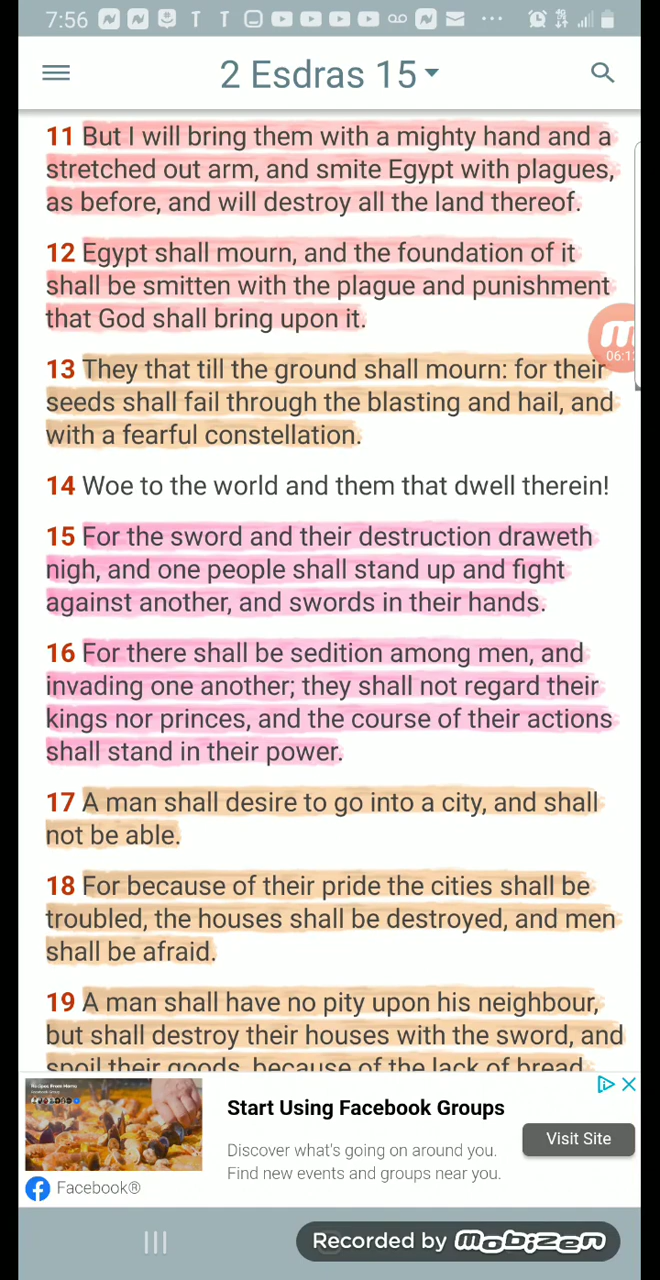 7:56
2 Esdras 15
11 But I will bring them with a mighty hand and a
stretched out arm, and smite Egypt with plagues,
as before, and will destroy all the land thereof.
12 Egypt shall mourn, and the foundation of it
shall be smitten with the plague and punishment
that God shall bring upon it.
06:1
13 They that till the ground shall mourn: for their
seeds shall fail through the blasting and hail, and
with a fearful constellation.
14 Woe to the world and them that dwell therein!
15 For the sword and their destruction draweth
nigh, and one people shall stand up and fight
against another, and swords in their hands.
16 For there shall be sedition among men, and
invading one another; they shall not regard their
kings nor princes, and the course of their actions
shall stand in their power.
17 A man shall desire to go into a city, and shall
not be able.
18 For because of their pride the cities shall be
troubled, the houses shall be destroyed, and men
shall be afraid.
19 A man shall have no pity upon his neighbour,
but shall destroy their houses with the sword, and
spoil their goods, because of the lack of bread,
Start Using Facebook Groups
Discover what's going on around you.
Find new events and groups near you.
Visit Site
Facebook®
Recorded by mobizen